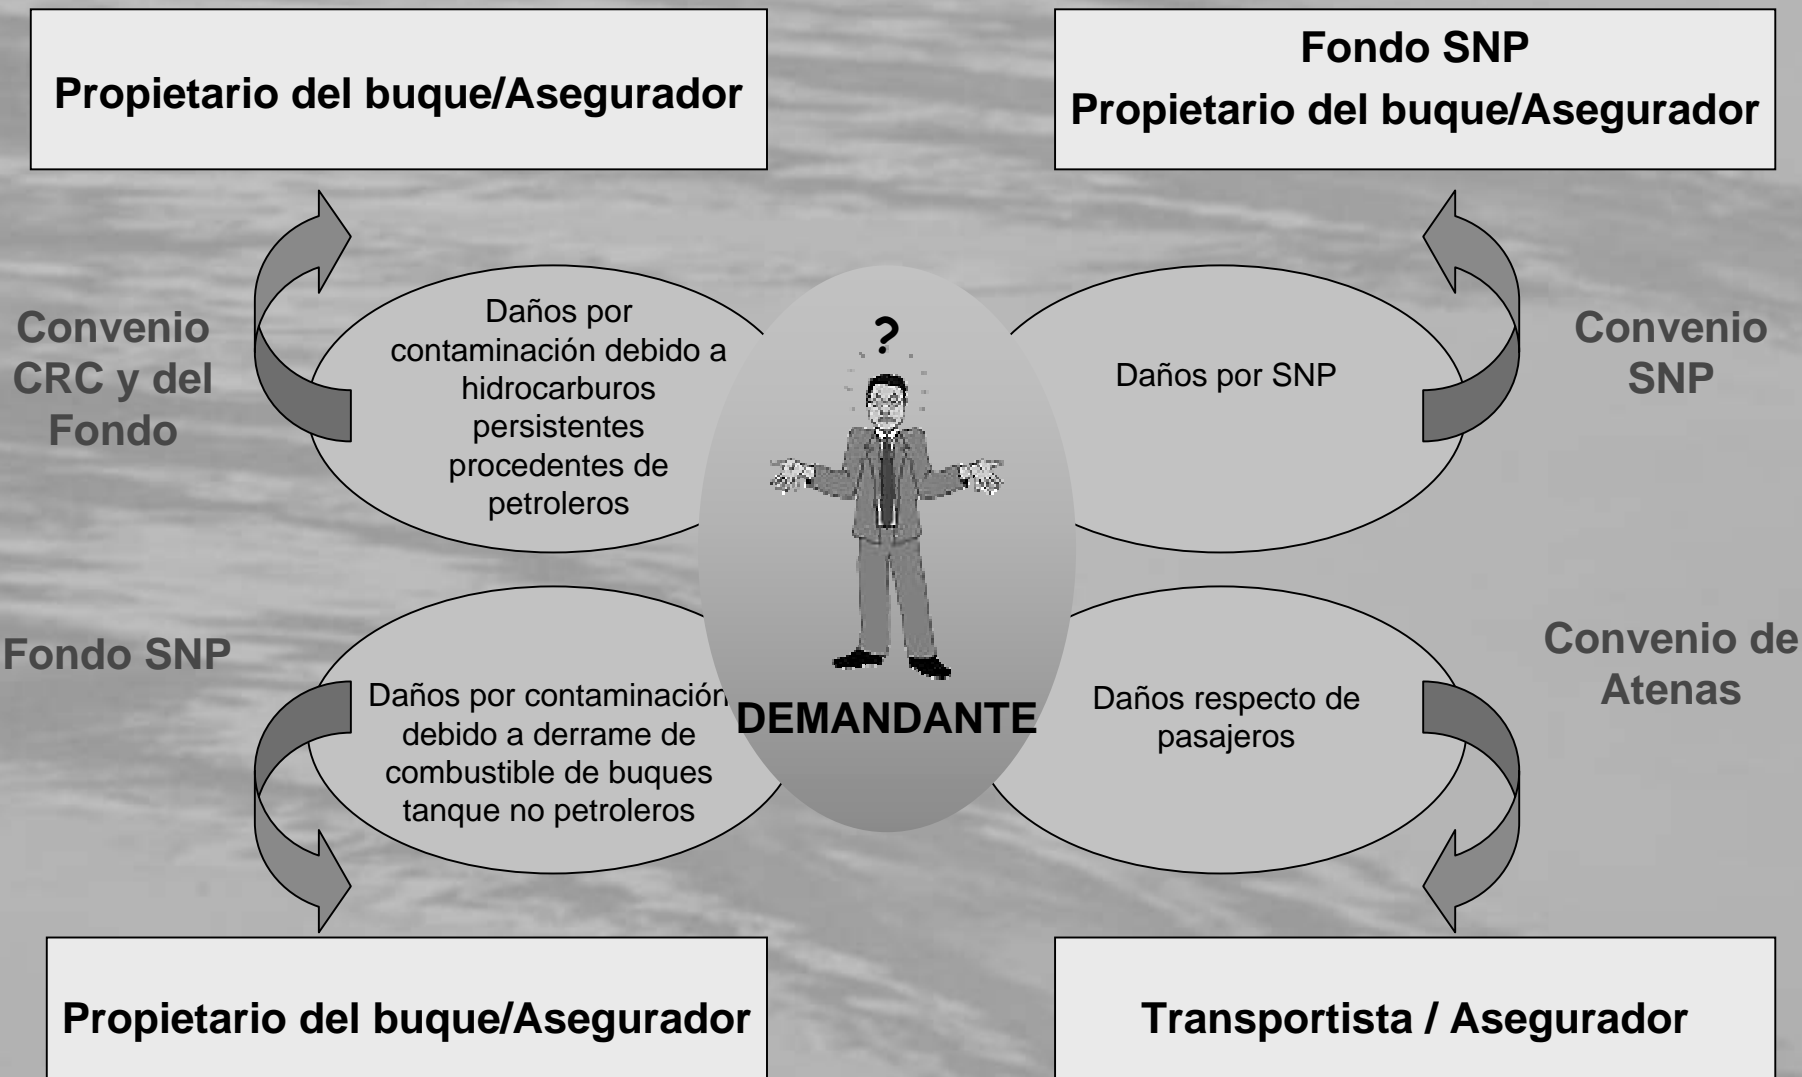 Propietario del buque/Asegurador
Fondo SNP
Propietario del buque/Asegurador
Convenio
CRC y del
Fondo
Daños por
contaminación debido a
hidrocarburos
persistentes
procedentes de
petroleros
?
Daños por SNP
Convenio
SNP
Fondo SNP
Daños por contaminación
debido a derrame de
combustible de buques
tanque no petroleros
DEMANDANTE
Daños respecto de
pasajeros
Convenio de
Atenas
Propietario del buque/Asegurador
Transportista / Asegurador